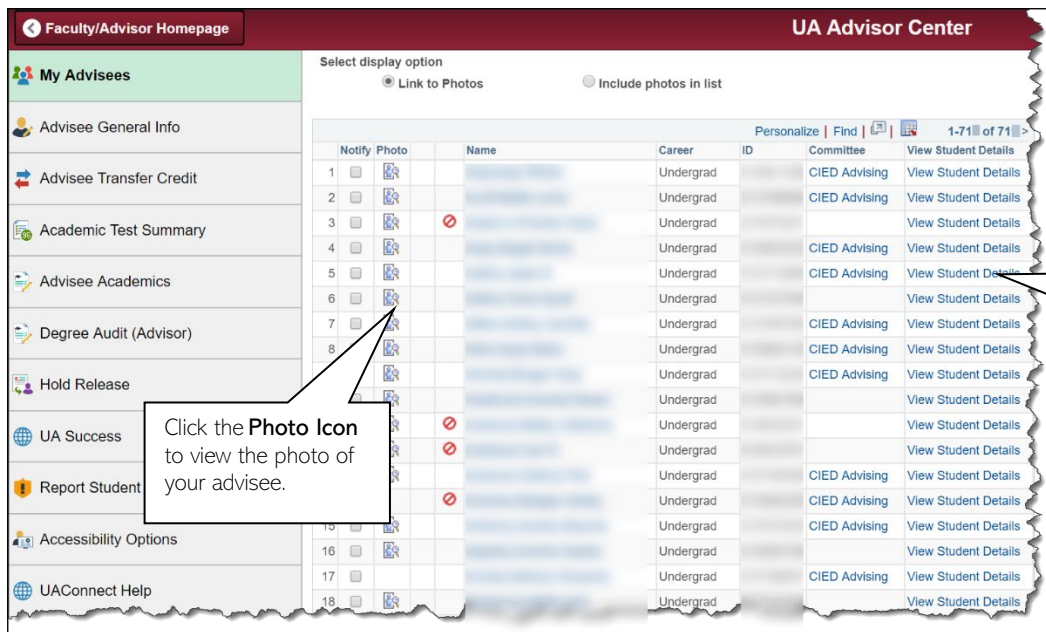 Faculty/Advisor Homepage
UA Advisor Center
My Advisees
Advisee General Info
Advisee Transfer Credit
Academic Test Summary
Advisee Academics
Degree Audit (Advisor)
Hold Release
UA Success
Report Student
Accessibility Options
UAConnect Help
Select display option
Link to Photos Include photos in list
Personalize | Find | | 1-71 of 71
Notify Photo Name Career ID Committee View Student Details
1 Undergrad CIED Advising View Student Details
2 Undergrad CIED Advising View Student Details
3 Undergrad View Student Details
4 Undergrad CIED Advising View Student Details
5 Undergrad CIED Advising View Student Details
6 Undergrad View Student Details
7 Undergrad CIED Advising View Student Details
8 Undergrad CIED Advising View Student Details
Undergrad CIED Advising View Student Details
Undergrad View Student Details
Undergrad View Student Details
Undergrad View Student Details
Undergrad CIED Advising View Student Details
Undergrad CIED Advising View Student Details
15 Undergrad CIED Advising View Student Details
16 Undergrad View Student Details
17 Undergrad CIED Advising View Student Details
18 Undergrad View Student Details
Click the Photo Icon
to view the photo of
your advisee.